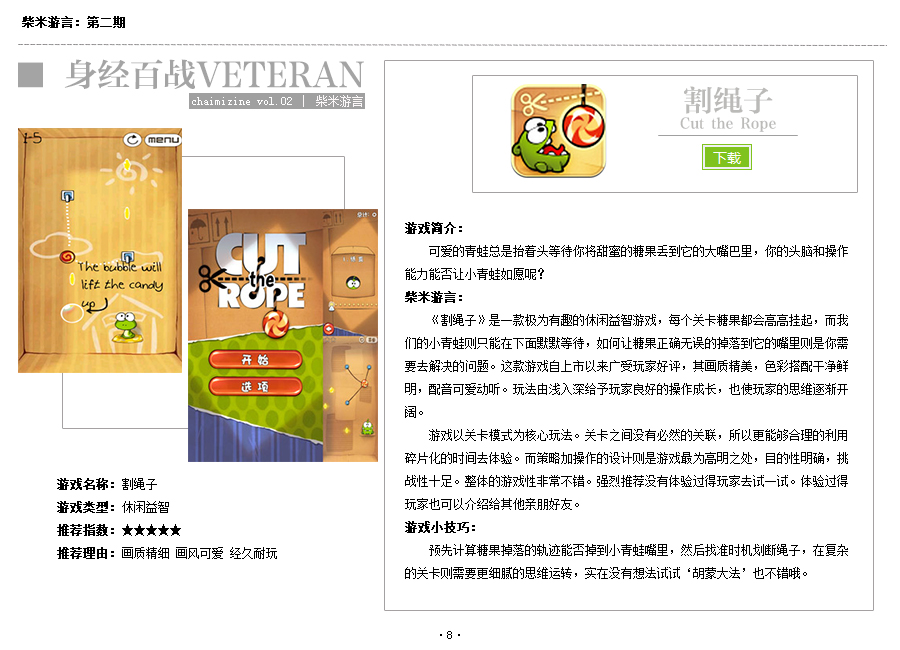 柴米游言：第二期
身经百战VETERAN
chaimizine vol.02 ｜ 柴米游言
1-5
menu
The bubble will
lift the candy
up
CUT
the
ROPE
开始
选项
游戏名称：割绳子
游戏类型：休闲益智
推荐指数：★★★★★
推荐理由：画质精细 画风可爱 经久耐玩
割绳子
Cut the Rope
下载
游戏简介：
可爱的青蛙总是抬着头等待你将甜蜜的糖果丢到它的大嘴巴里，你的头脑和操作
能力能否让小青蛙如愿呢？
柴米游言：
《割绳子》是一款极为有趣的休闲益智游戏，每个关卡糖果都会高高挂起，而我
们的小青蛙则只能在下面默默等待，如何让糖果正确无误的掉落到它的嘴里则是你需
要去解决的问题。这款游戏自上市以来广受玩家好评，其画质精美，色彩搭配干净鲜
明，配音可爱动听。玩法由浅入深给予玩家良好的操作成长，也使玩家的思维逐渐开
阔。
游戏以关卡模式为核心玩法。关卡之间没有必然的关联，所以更能够合理的利用
碎片化的时间去体验。而策略加操作的设计则是游戏最为高明之处，目的性明确，挑
战性十足。整体的游戏性非常不错。强烈推荐没有体验过得玩家去试一试。体验过得
玩家也可以介绍给其他亲朋好友。
游戏小技巧：
预先计算糖果掉落的轨迹能否掉到小青蛙嘴里，然后找准时机划断绳子，在复杂
的关卡则需要更细腻的思维运转，实在没有想法试试‘胡蒙大法’也不错哦。
·8·